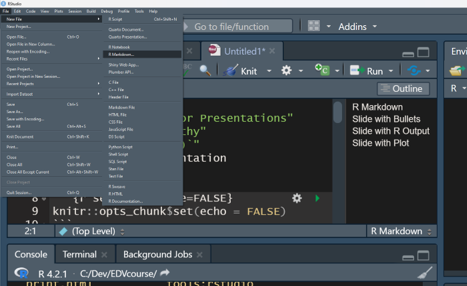 RStudio
File Edit Code View Plots Session Build Debug Profile Tools Help
New File
New Project...
Open File... Ctrl+O
Open File in New Column...
Reopen with Encoding...
Recent Files
Open Project...
Open Project in New Session...
Recent Projects
Import Dataset
Save Ctrl+S
Save As...
Save with Encoding...
Save All Ctrl+Alt+S
Knit Document Ctrl+Shift+K
Print...
Close Ctrl+W
Close All Ctrl+Shift+W
Close All Except Current Ctrl+Alt+Shift+W
Close Project
Quit Session... Ctrl+Q
R Script Ctrl+Shift+N
Quarto Document...
Quarto Presentation...
R Notebook
R Markdown...
Shiny Web App...
Plumber API...
C File
C++ File
Header File
Markdown File
HTML File
CSS File
JavaScript File
D3 Script
Python Script
Shell Script
SQL Script
Stan File
Text File
R Sweave
R HTML
R Documentation...
Go to file/function
Addins
Untitled1*
Envi
Knit
Run
R
Outline
or Presentations"
hy"
ntation
R Markdown
Slide with Bullets
Slide with R Output
Slide with Plot
8
e=FALSE}
9 knitr::opts_chunk$set(echo = FALSE)
10 ```
2:1 (Top Level) R Markdown
Console Terminal Background Jobs
R 4.2.1 · C:/Dev/EDVcourse/
print.html tools:rstudio